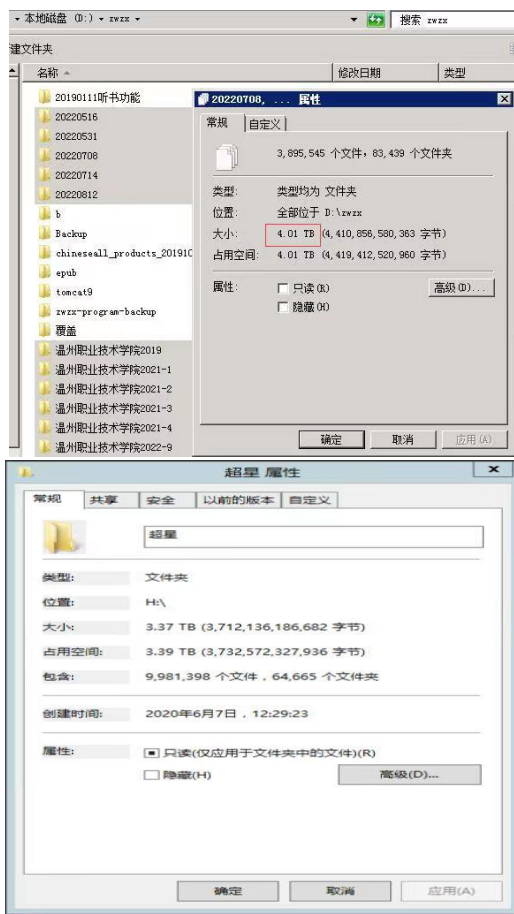 本地磁盘 (D:) ▾ zwzx ▾
搜索 zwzx
建文件夹
名称
修改日期
类型
20190111听书功能
20220516
20220531
20220708
20220714
20220812
b
Backup
chineseall_products_20191C
epub
tomcat9
zwzx-program-backup
覆盖
温州职业技术学院2019
温州职业技术学院2021-1
温州职业技术学院2021-2
温州职业技术学院2021-3
温州职业技术学院2021-4
温州职业技术学院2022-9
20220708, ... 属性
常规 自定义
3,895,545 个文件，83,439 个文件夹
类型: 类型均为 文件夹
位置: 全部位于 D:\zwzx
大小: 4.01 TB (4,410,856,580,363 字节)
占用空间: 4.01 TB (4,419,412,520,960 字节)
属性: 只读(R) 高级(D)...
隐藏(H)
确定 取消 应用(A)
超星 属性
常规 共享 安全 以前的版本 自定义
超星
类型: 文件夹
位置: H:\
大小: 3.37 TB (3,712,136,186,682 字节)
占用空间: 3.39 TB (3,732,572,327,936 字节)
包含: 9,981,398 个文件，64,665 个文件夹
创建时间: 2020年6月7日，12:29:23
属性: 只读(仅应用于文件夹中的文件)(R)
隐藏(H) 高级(D)...
确定 取消 应用(A)